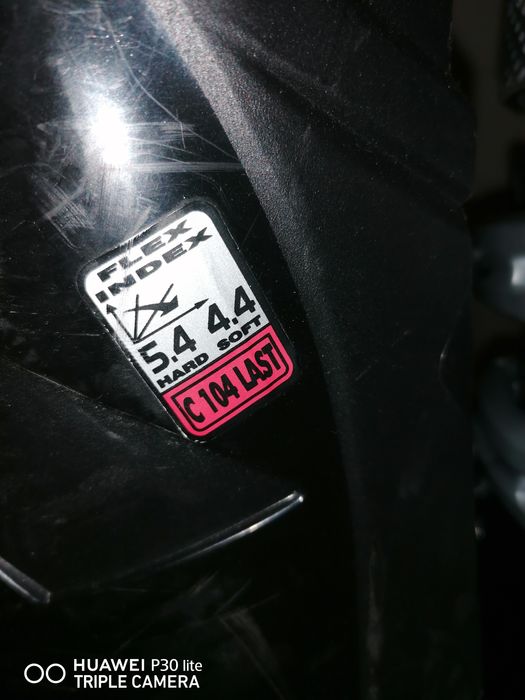 FLEX
INDEX
5.4 4.4
HARD SOFT
C 104 LAST
HUAWEI P30 lite
TRIPLE CAMERA